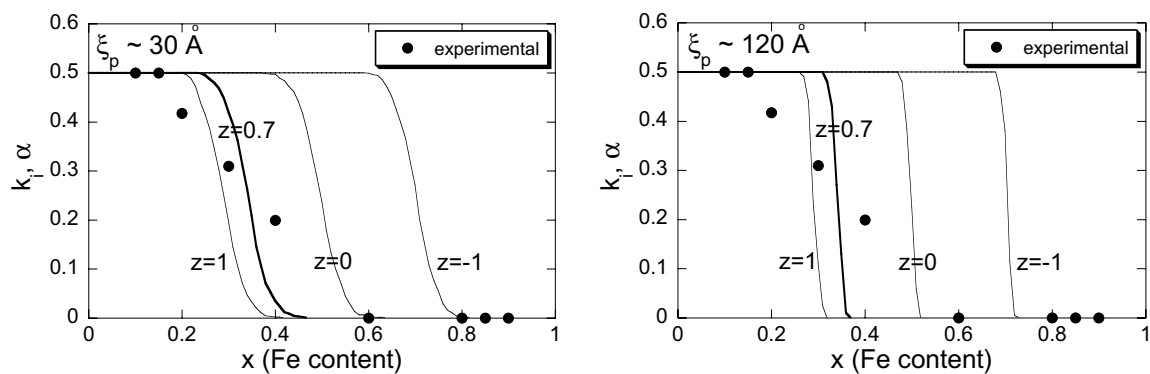 0.6
0.5
0.4
0.3
0.2
0.1
0
kᵢ, α
ξₚ ~ 30 Å
experimental
z=0.7
z=1
z=0
z=-1
0 0.2 0.4 0.6 0.8 1
x (Fe content)
0.6
0.5
0.4
0.3
0.2
0.1
0
kᵢ, α
ξₚ ~ 120 Å
experimental
z=0.7
z=1
z=0
z=-1
0 0.2 0.4 0.6 0.8 1
x (Fe content)